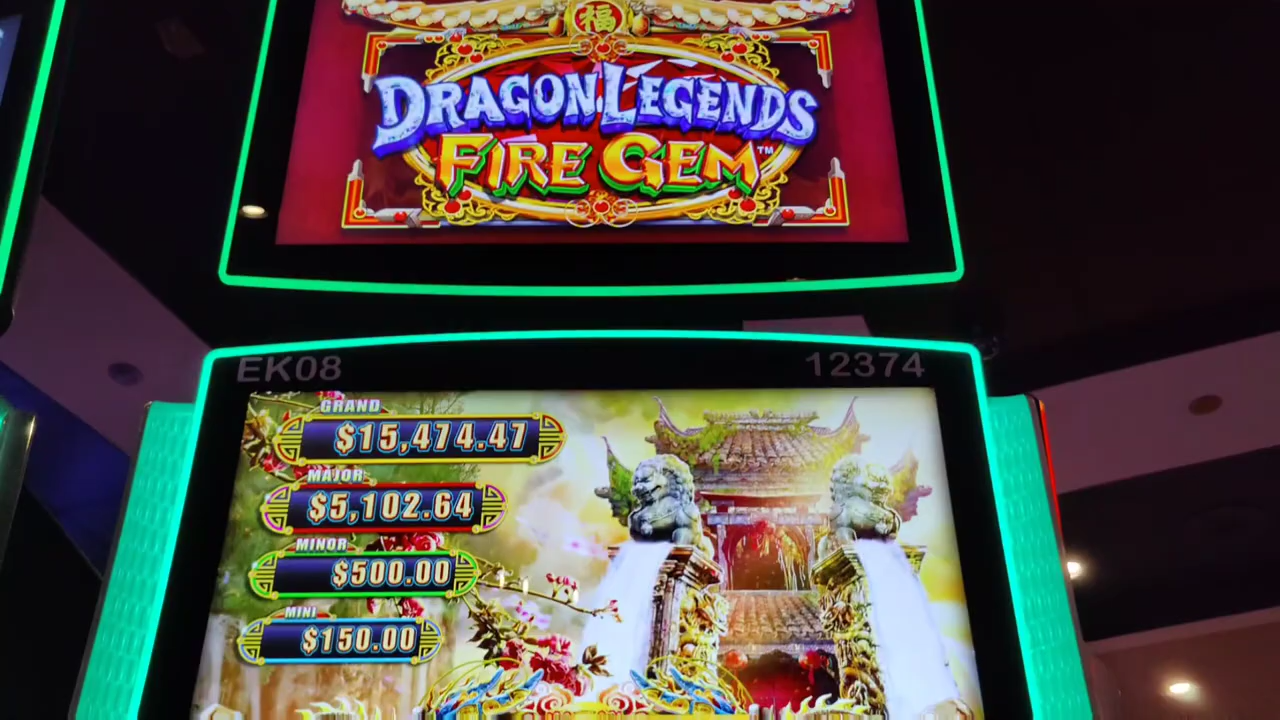 福
DRAGON LEGENDS
FIRE GEM™
EK08
12374
GRAND
$15,474.47
MAJOR
$5,102.64
MINOR
$500.00
MINI
$150.00